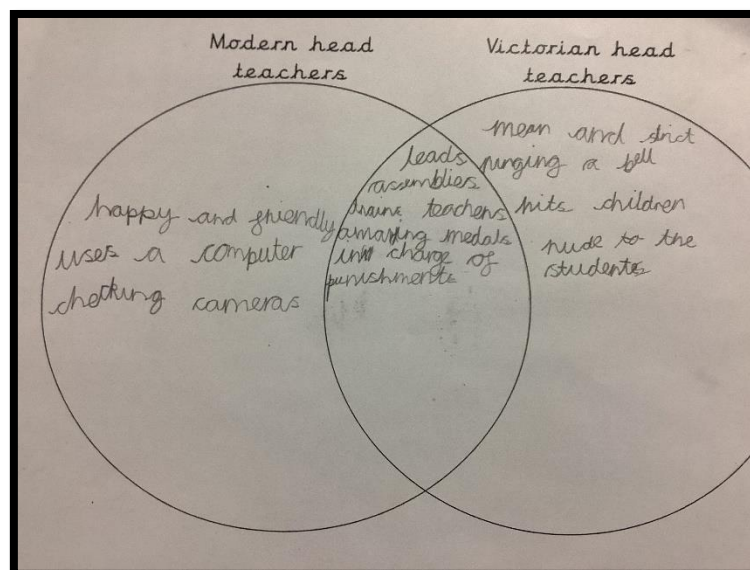 Modern head
teachers
Victorian head
teachers
happy and friendly
uses a computer
checking cameras
leads
assemblies
trains teachers
medals
in charge of
punishments
mean and strict
ringing a bell
hits children
rude to the
students